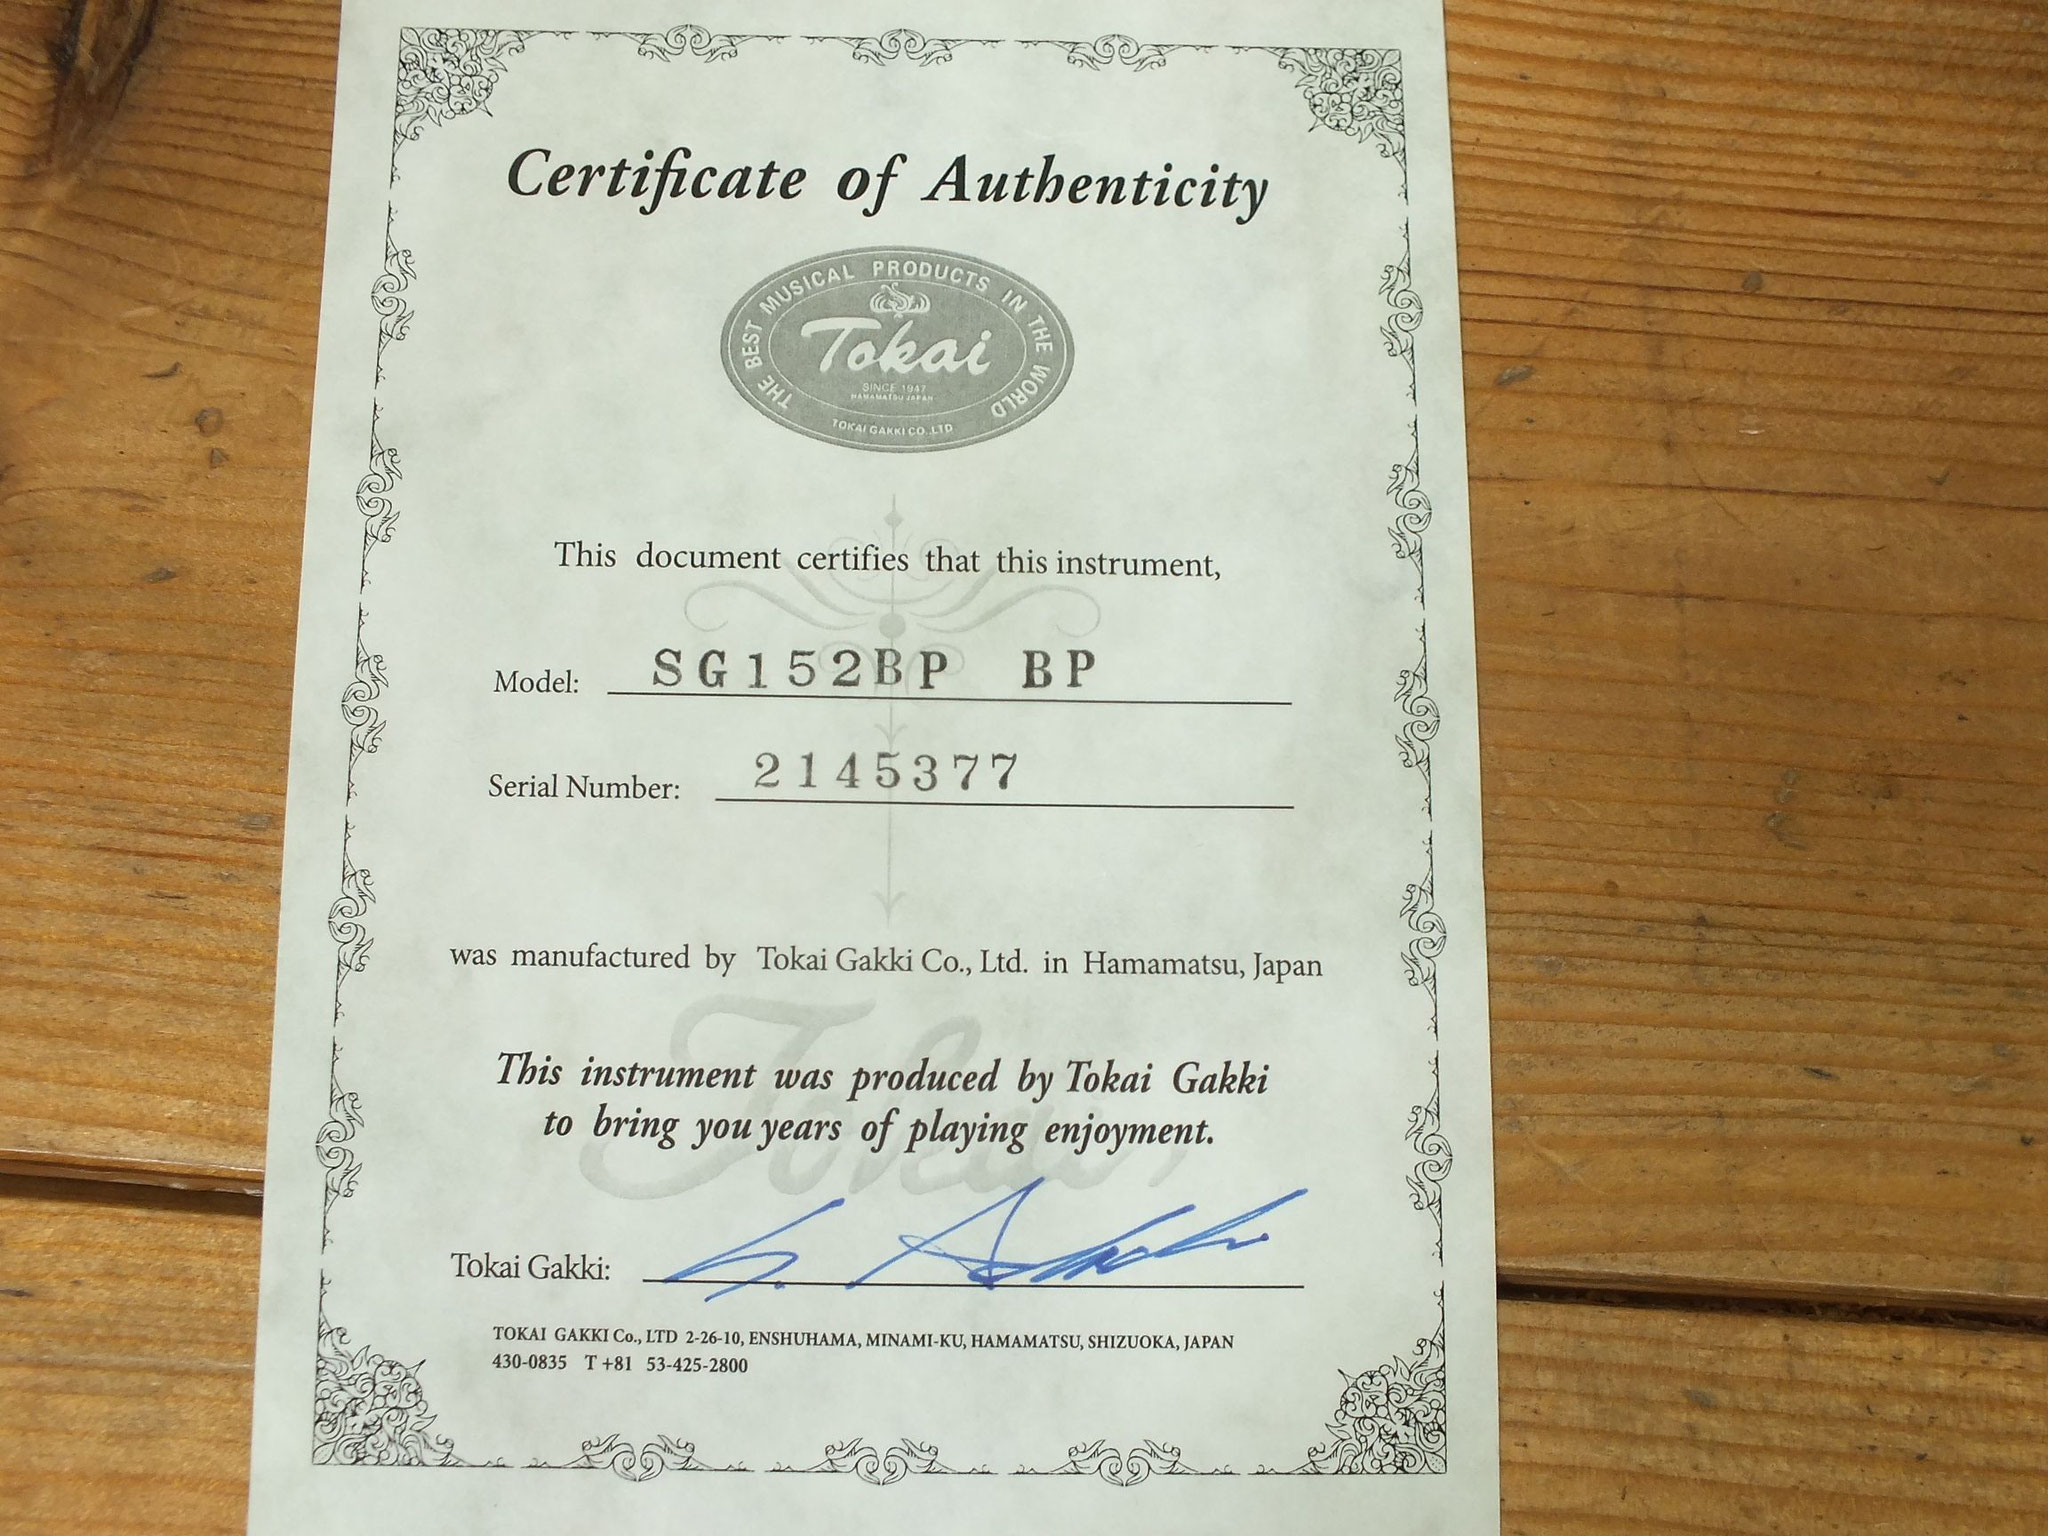 Certificate of Authenticity
THE BEST MUSICAL PRODUCTS IN THE WORLD
Tokai
SINCE 1947
HAMAMATSU JAPAN
TOKAI GAKKI CO.,LTD
This document certifies that this instrument,
Model: SG152BP BP
Serial Number: 2145377
was manufactured by Tokai Gakki Co., Ltd. in Hamamatsu, Japan
Tokai
This instrument was produced by Tokai Gakki
to bring you years of playing enjoyment.
Tokai Gakki:
TOKAI GAKKI Co., LTD 2-26-10, ENSHUHAMA, MINAMI-KU, HAMAMATSU, SHIZUOKA, JAPAN
430-0835 T +81 53-425-2800